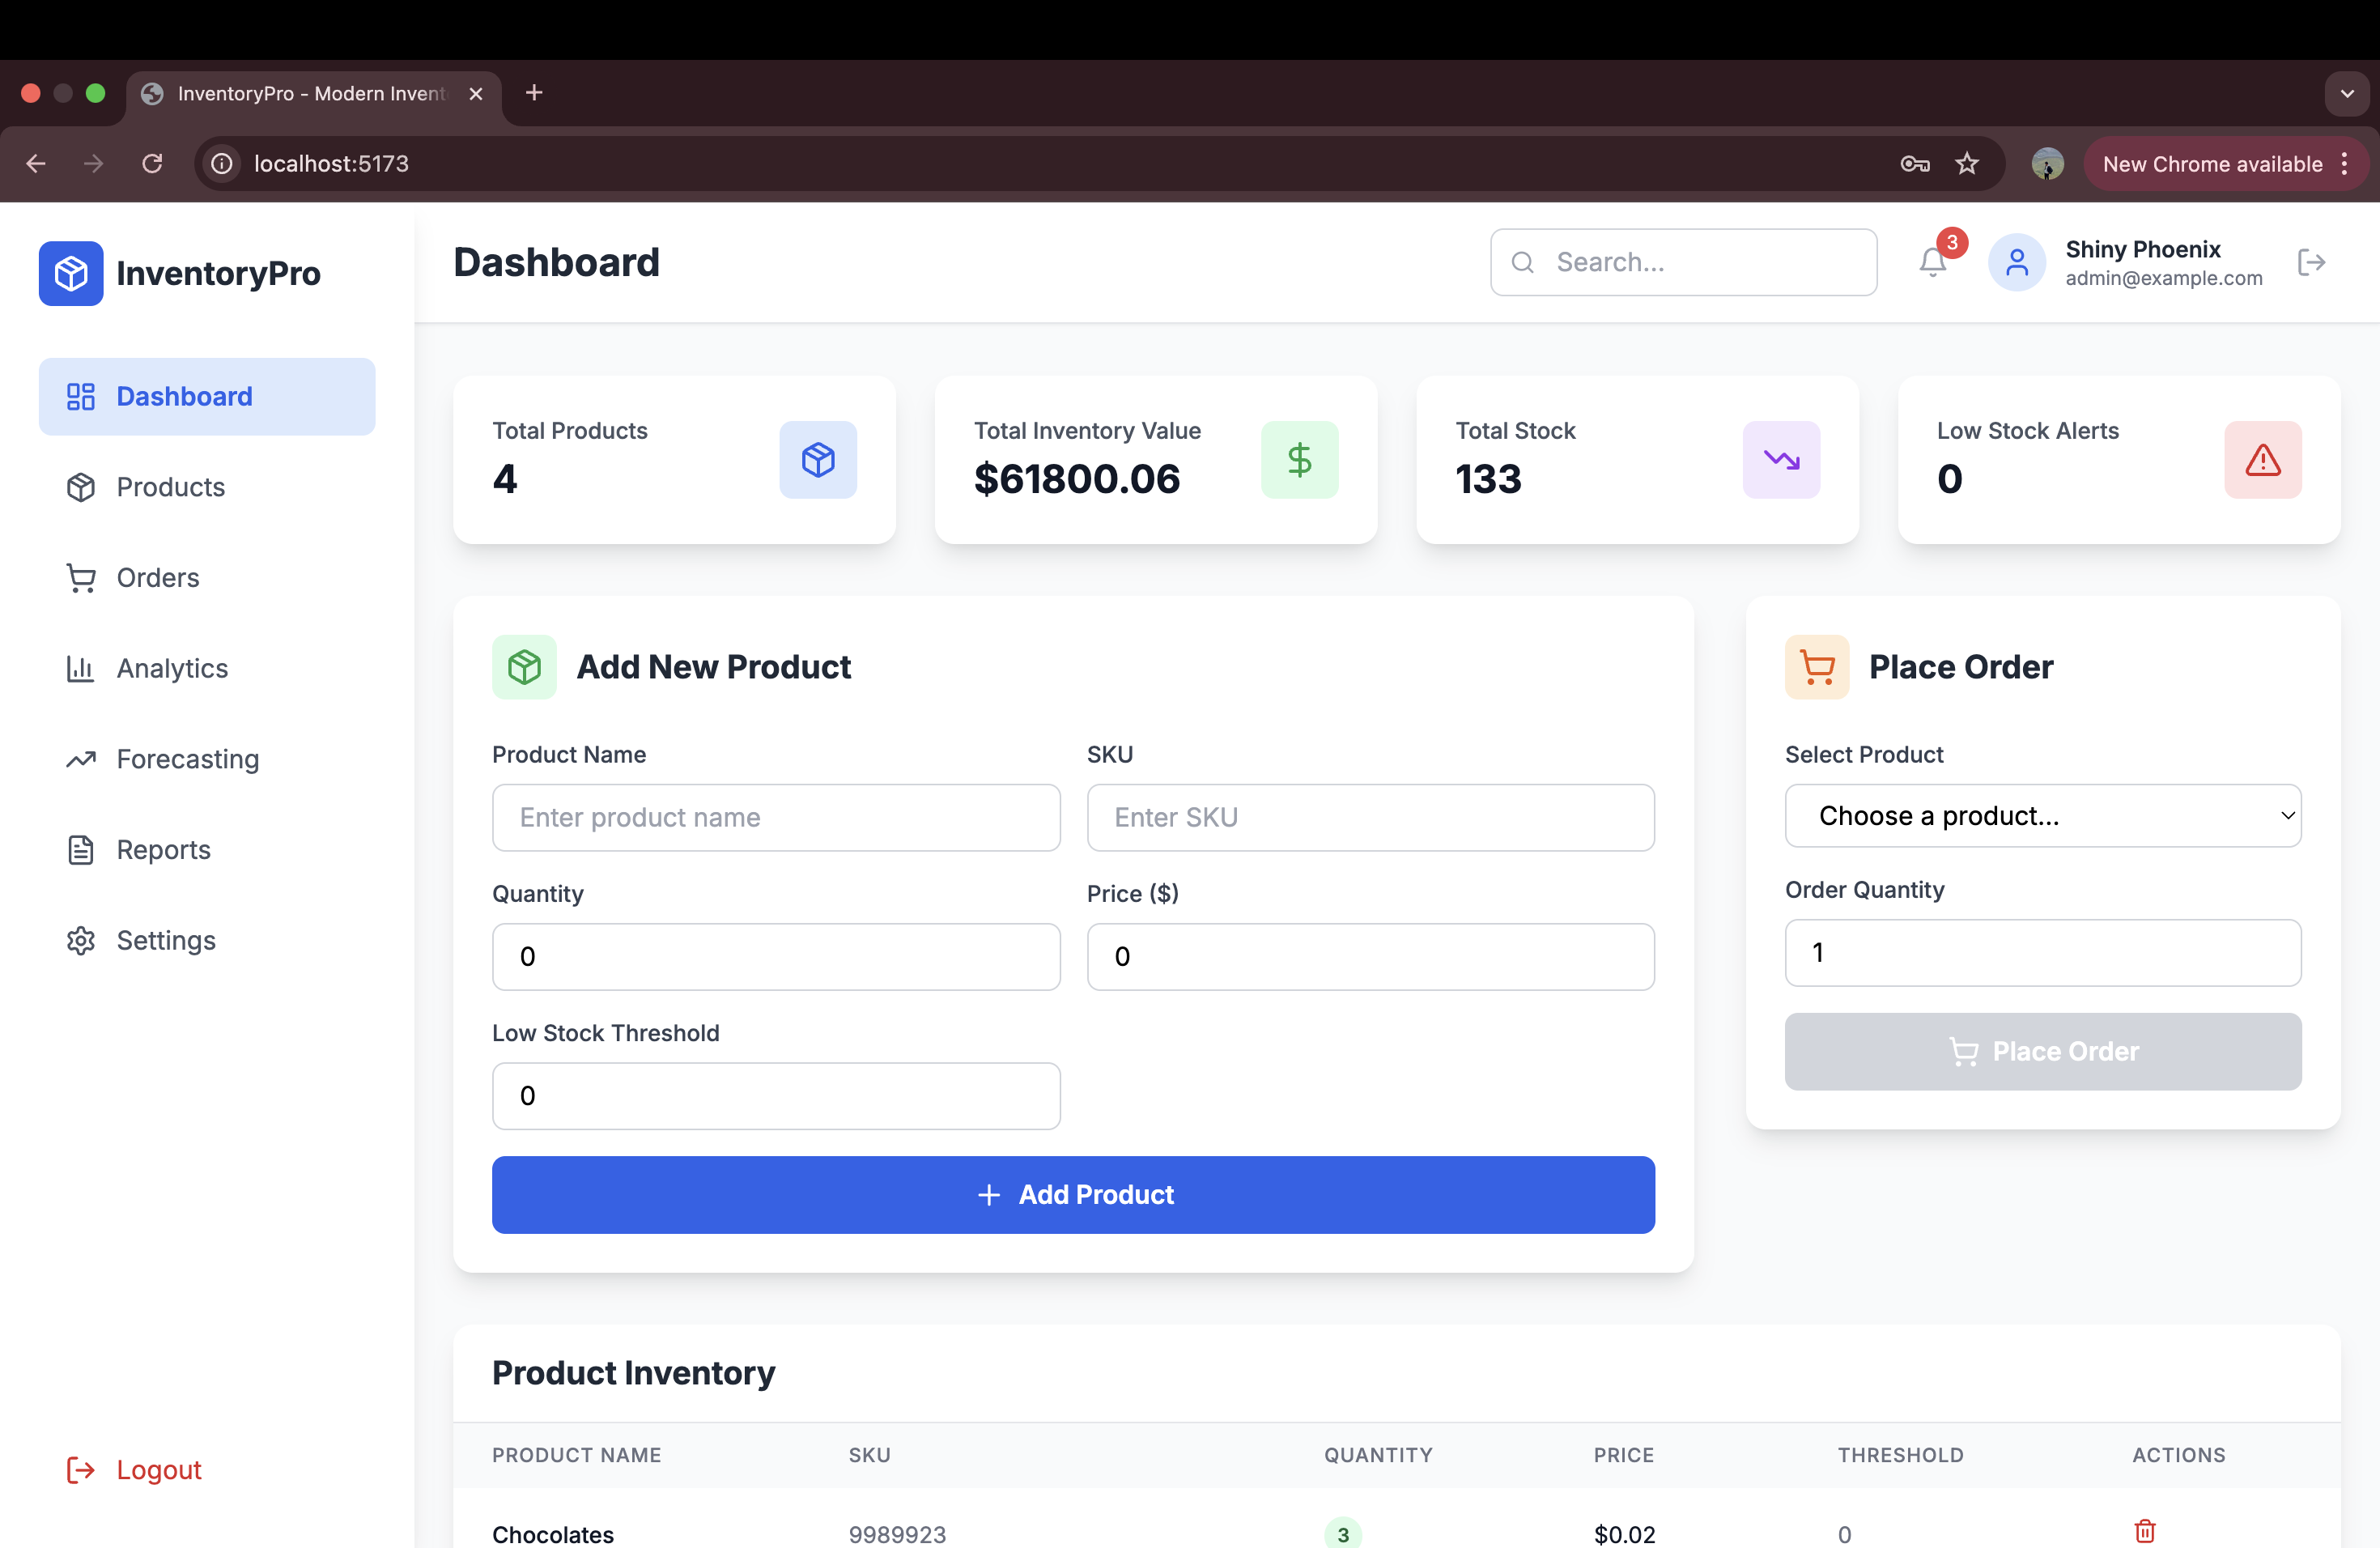 InventoryPro - Modern Invent
localhost:5173
New Chrome available
InventoryPro
Dashboard
Products
Orders
Analytics
Forecasting
Reports
Settings
Logout
Dashboard
Search...
3
Shiny Phoenix
admin@example.com
Total Products
4
Total Inventory Value
$61800.06
Total Stock
133
Low Stock Alerts
0
Add New Product
Product Name
Enter product name
SKU
Enter SKU
Quantity
0
Price ($)
0
Low Stock Threshold
0
Add Product
Place Order
Select Product
Choose a product...
Order Quantity
1
Place Order
Product Inventory
PRODUCT NAME SKU QUANTITY PRICE THRESHOLD ACTIONS
Chocolates 9989923 3 $0.02 0